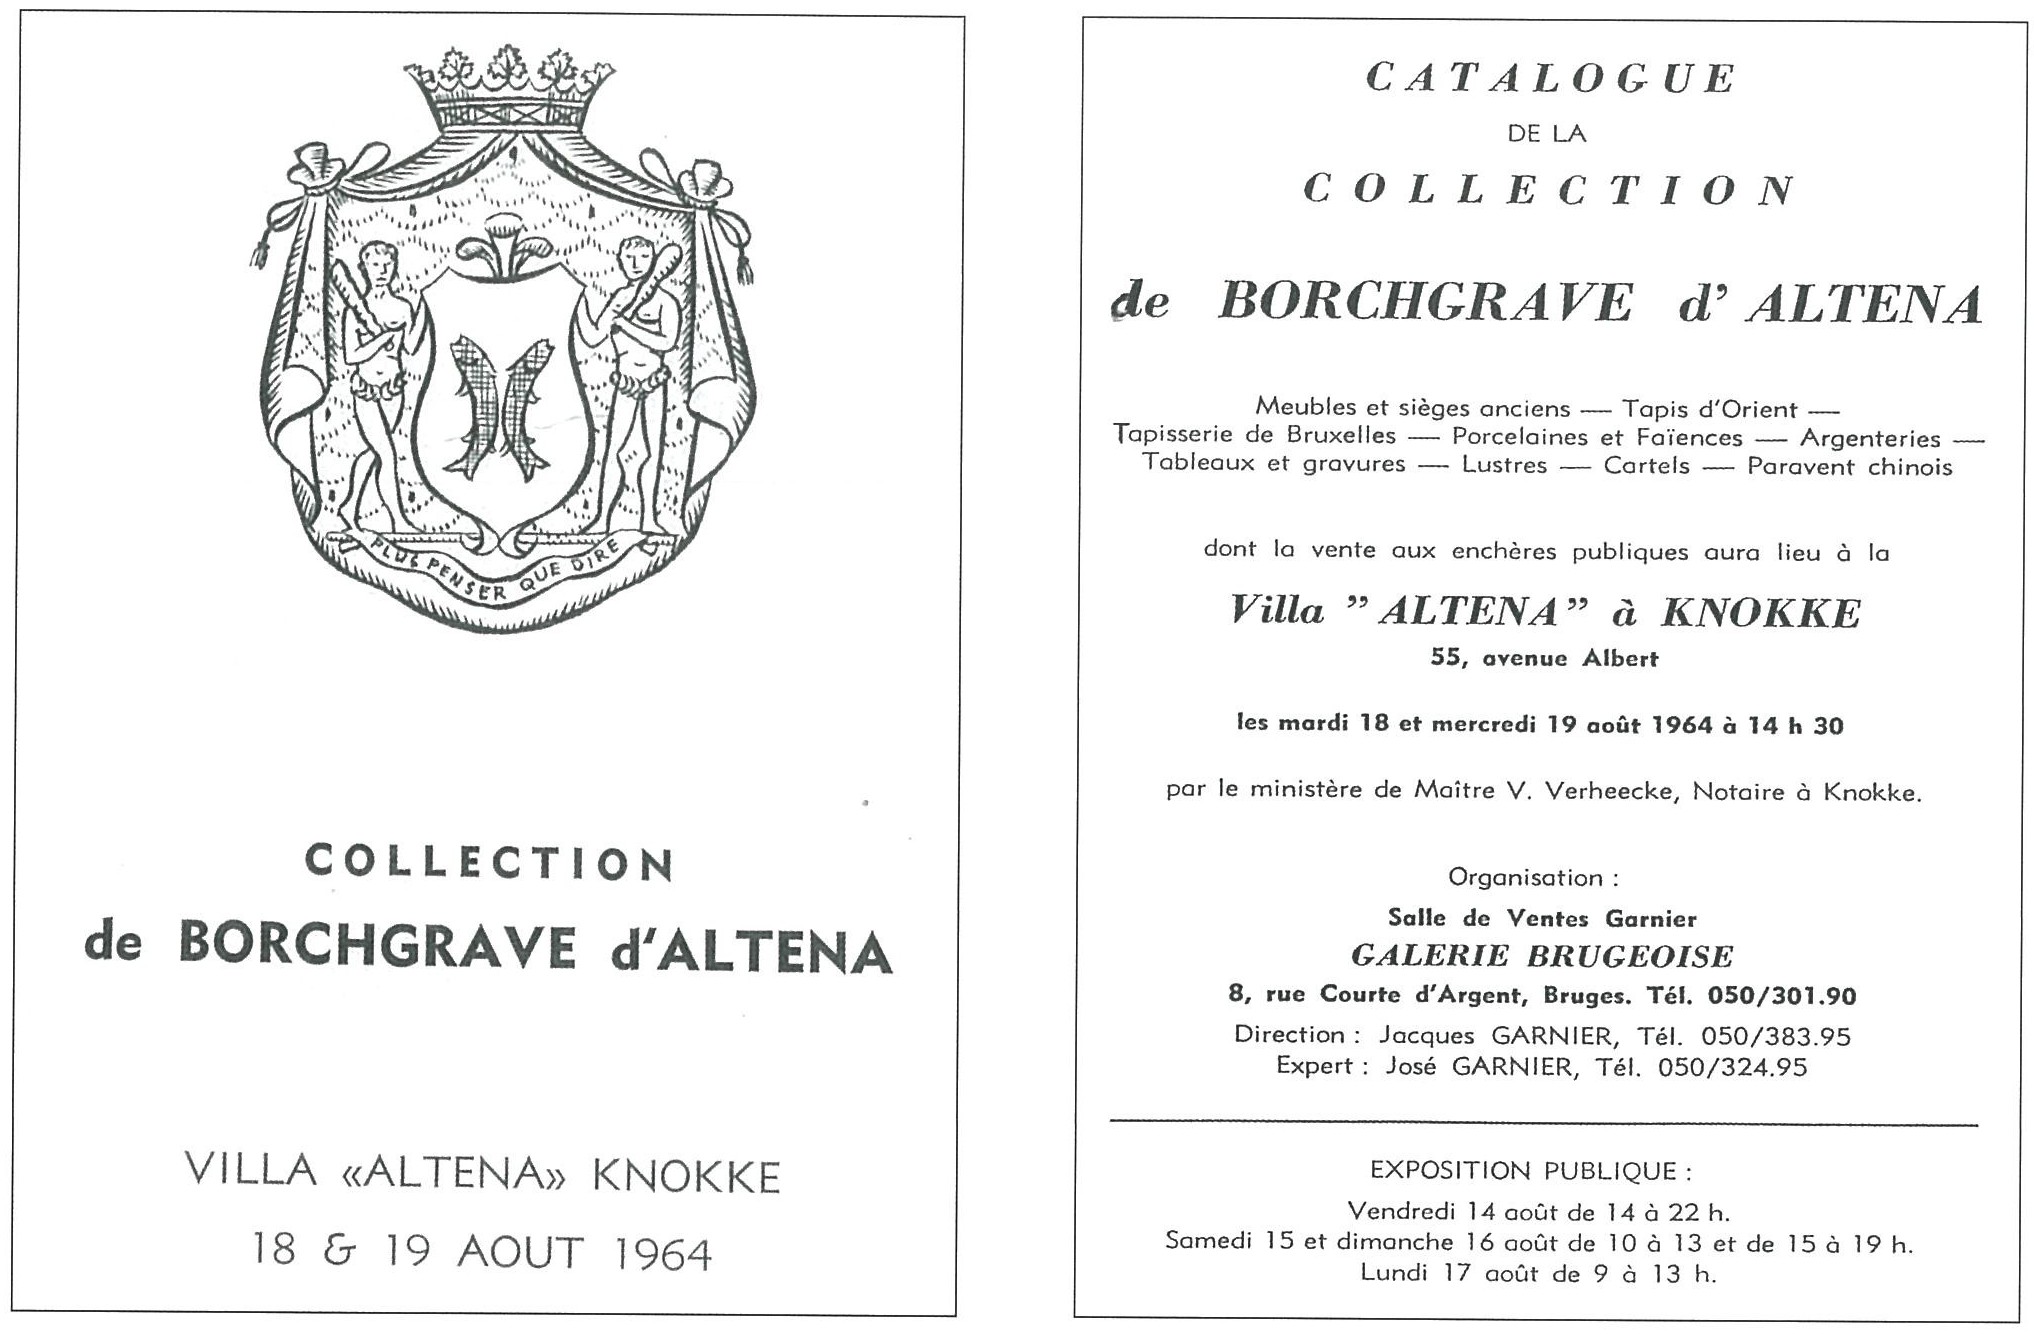 PLUS PENSER QUE DIRE
COLLECTION
de BORCHGRAVE d'ALTENA
VILLA «ALTENA» KNOKKE
18 & 19 AOUT 1964
CATALOGUE
DE LA
COLLECTION
de BORCHGRAVE d'ALTENA
Meubles et sièges anciens — Tapis d'Orient —
Tapisserie de Bruxelles — Porcelaines et Faïences — Argenteries —
Tableaux et gravures — Lustres — Cartels — Paravent chinois
dont la vente aux enchères publiques aura lieu à la
Villa "ALTENA" à KNOKKE
55, avenue Albert
les mardi 18 et mercredi 19 août 1964 à 14 h 30
par le ministère de Maître V. Verheecke, Notaire à Knokke.
Organisation :
Salle de Ventes Garnier
GALERIE BRUGEOISE
8, rue Courte d'Argent, Bruges. Tél. 050/301.90
Direction : Jacques GARNIER, Tél. 050/383.95
Expert : José GARNIER, Tél. 050/324.95
EXPOSITION PUBLIQUE :
Vendredi 14 août de 14 à 22 h.
Samedi 15 et dimanche 16 août de 10 à 13 et de 15 à 19 h.
Lundi 17 août de 9 à 13 h.